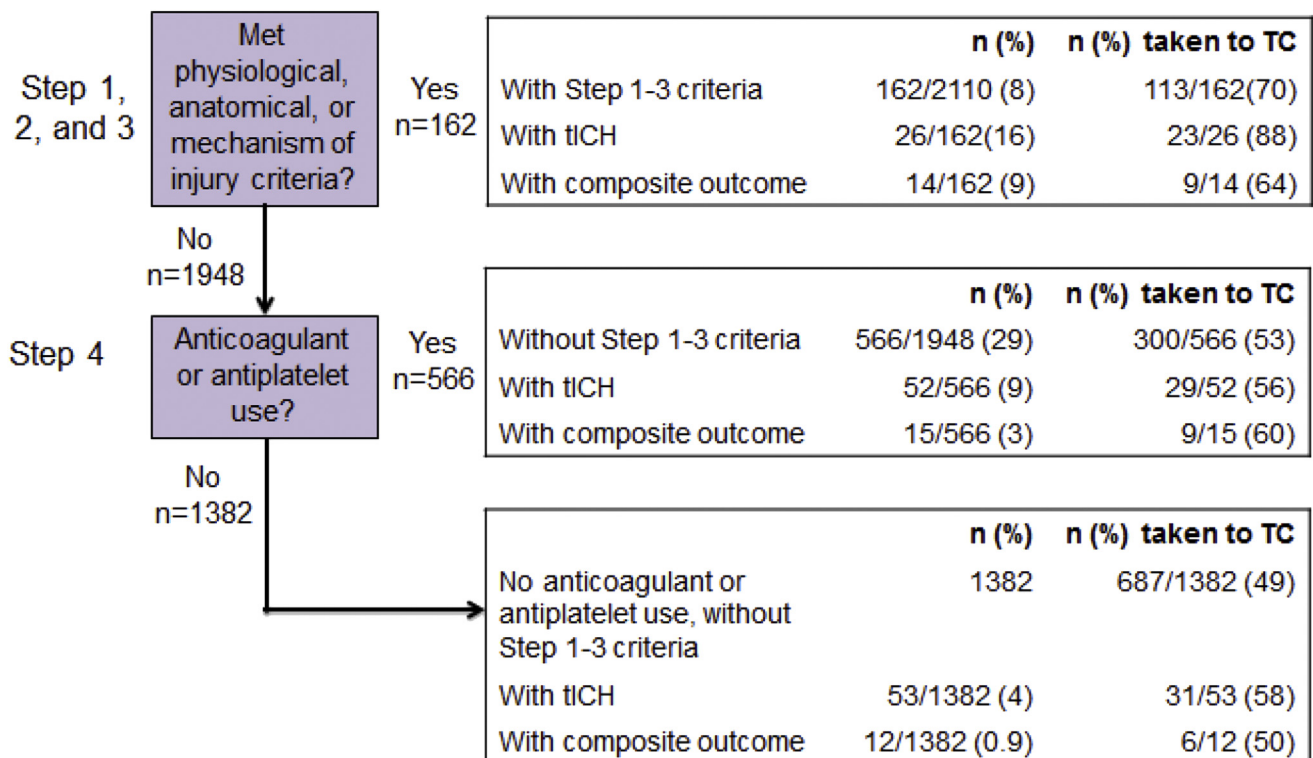 Step 1,
2, and 3
Met
physiological,
anatomical, or
mechanism of
injury criteria?
Yes
n=162
n (%) n (%) taken to TC
With Step 1-3 criteria 162/2110 (8) 113/162(70)
With tICH 26/162(16) 23/26 (88)
With composite outcome 14/162 (9) 9/14 (64)
No
n=1948
Step 4
Anticoagulant
or antiplatelet
use?
Yes
n=566
n (%) n (%) taken to TC
Without Step 1-3 criteria 566/1948 (29) 300/566 (53)
With tICH 52/566 (9) 29/52 (56)
With composite outcome 15/566 (3) 9/15 (60)
No
n=1382
n (%) n (%) taken to TC
No anticoagulant or 1382 687/1382 (49)
antiplatelet use, without
Step 1-3 criteria
With tICH 53/1382 (4) 31/53 (58)
With composite outcome 12/1382 (0.9) 6/12 (50)